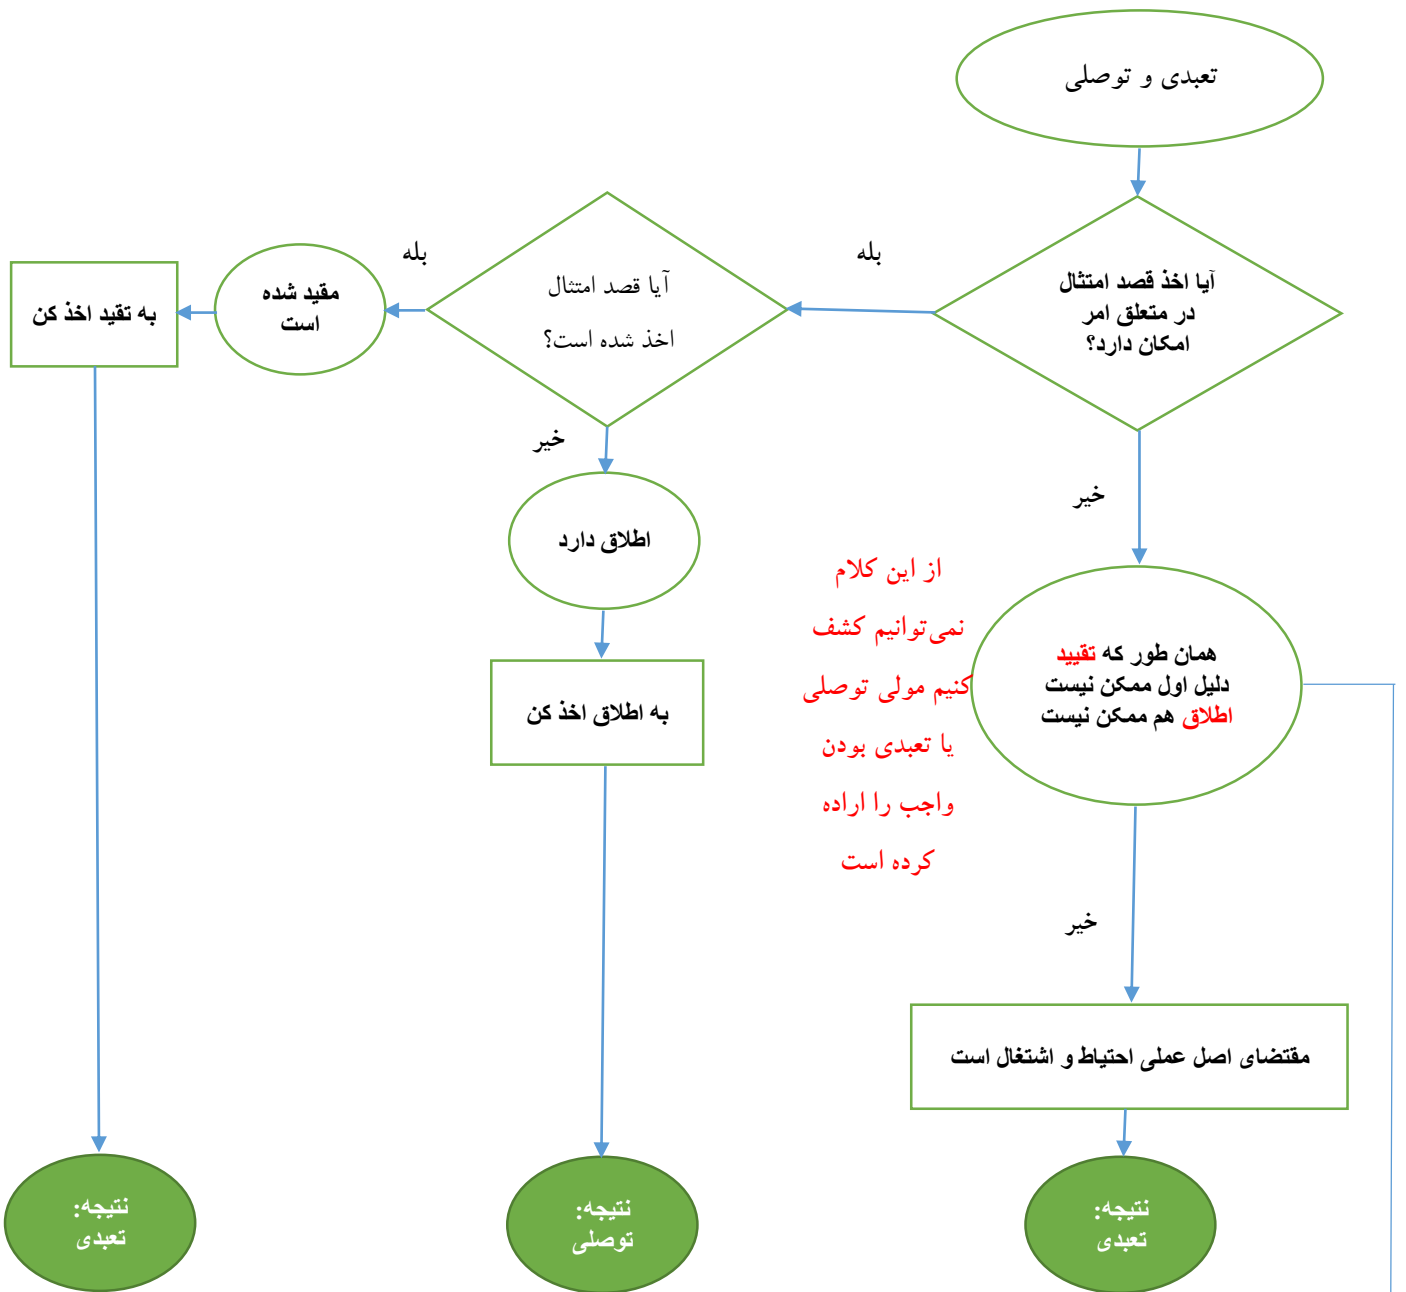 تعبدی و توصلی
آیا اخذ قصد امتثال
در متعلق امر
امکان دارد؟
بله
آیا قصد امتثال
اخذ شده است؟
بله
مقید شده
است
به تقید اخذ کن
خیر
اطلاق دارد
به اطلاق اخذ کن
خیر
همان طور که تقیید
دلیل اول ممکن نیست
اطلاق هم ممکن نیست
از این کلام
نمی‌توانیم کشف
کنیم مولی توصلی
یا تعبدی بودن
واجب را اراده
کرده است
خیر
مقتضای اصل عملی احتیاط و اشتغال است
نتیجه:
تعبدی
نتیجه:
توصلی
نتیجه:
تعبدی